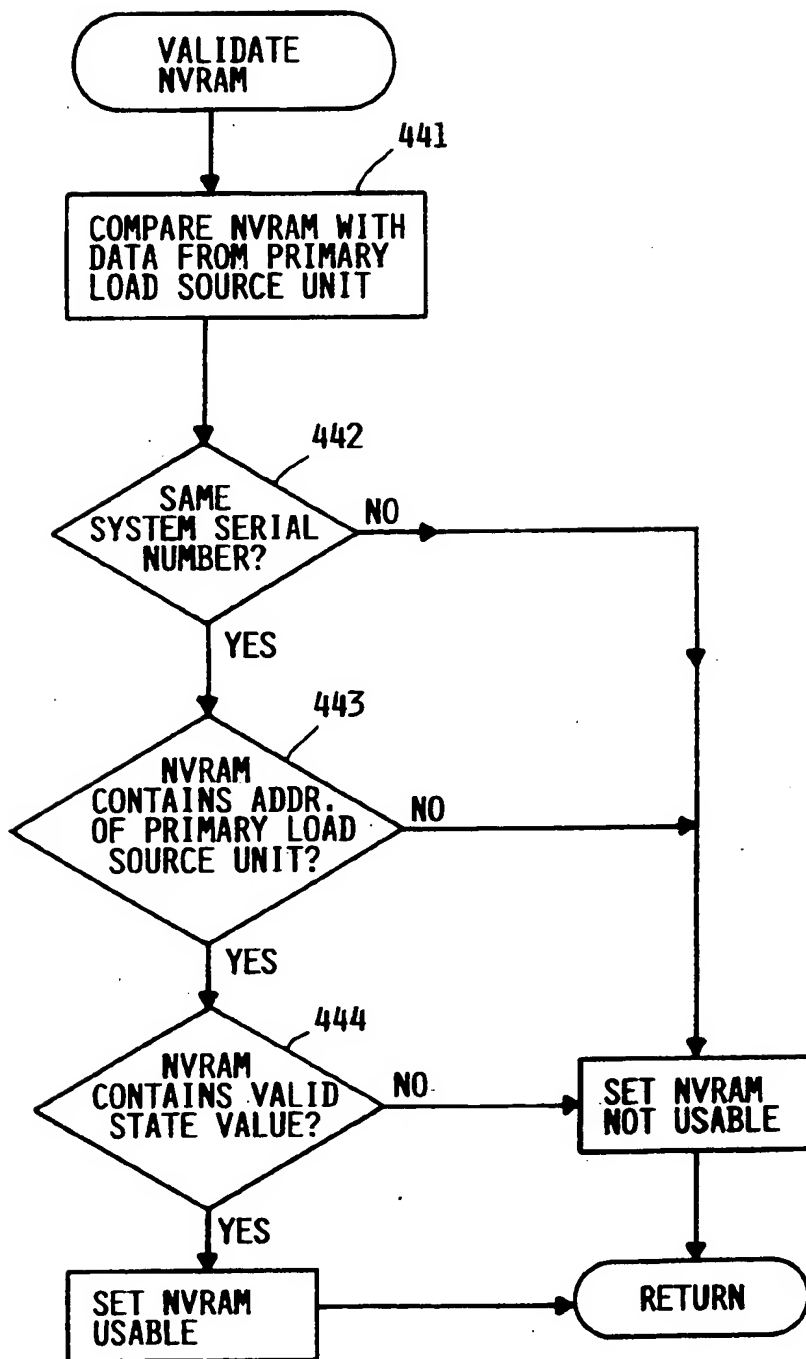 VALIDATE
NVRAM
441
COMPARE NVRAM WITH
DATA FROM PRIMARY
LOAD SOURCE UNIT
442
SAME
SYSTEM SERIAL
NUMBER?
NO
YES
443
NVRAM
CONTAINS ADDR.
OF PRIMARY LOAD
SOURCE UNIT?
NO
YES
444
NVRAM
CONTAINS VALID
STATE VALUE?
NO
SET NVRAM
NOT USABLE
YES
SET NVRAM
USABLE
RETURN